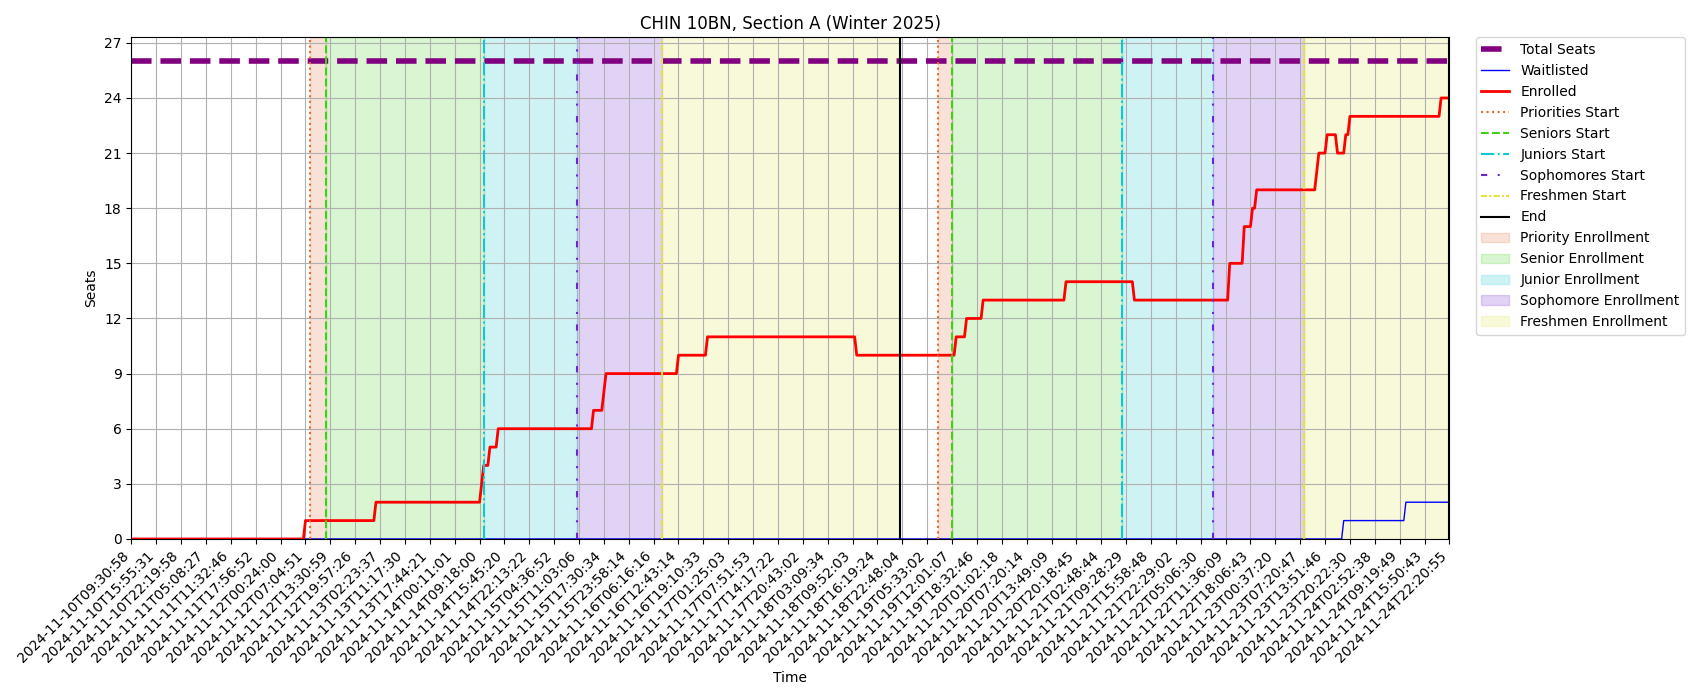 CHIN 10BN, Section A (Winter 2025)
27
24
21
18
15
12
9
6
3
0
Seats
2024-11-10T09:30:58
2024-11-10T15:55:31
2024-11-10T22:19:58
2024-11-11T05:08:27
2024-11-11T11:32:46
2024-11-11T17:56:52
2024-11-12T00:24:00
2024-11-12T07:04:51
2024-11-12T13:30:59
2024-11-12T19:57:26
2024-11-13T02:23:37
2024-11-13T11:17:30
2024-11-13T17:44:21
2024-11-14T00:11:01
2024-11-14T09:18:00
2024-11-14T15:45:20
2024-11-14T22:13:22
2024-11-15T04:36:52
2024-11-15T11:03:06
2024-11-15T17:30:34
2024-11-15T23:58:14
2024-11-16T06:16:16
2024-11-16T12:43:14
2024-11-16T19:10:33
2024-11-17T01:25:03
2024-11-17T07:51:53
2024-11-17T14:17:22
2024-11-17T20:43:02
2024-11-18T03:09:34
2024-11-18T09:52:03
2024-11-18T16:19:24
2024-11-18T22:48:04
2024-11-19T05:33:02
2024-11-19T12:01:07
2024-11-19T18:32:46
2024-11-20T01:02:18
2024-11-20T07:20:14
2024-11-20T13:49:09
2024-11-20T20:18:45
2024-11-21T02:48:44
2024-11-21T09:28:29
2024-11-21T15:58:48
2024-11-21T22:29:02
2024-11-22T05:06:30
2024-11-22T11:36:09
2024-11-22T18:06:43
2024-11-23T00:37:20
2024-11-23T07:20:47
2024-11-23T13:51:46
2024-11-23T20:22:30
2024-11-24T02:52:38
2024-11-24T09:19:49
2024-11-24T15:50:43
2024-11-24T22:20:55
Time
Total Seats
Waitlisted
Enrolled
Priorities Start
Seniors Start
Juniors Start
Sophomores Start
Freshmen Start
End
Priority Enrollment
Senior Enrollment
Junior Enrollment
Sophomore Enrollment
Freshmen Enrollment